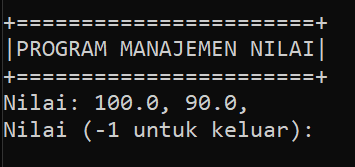 +=======================+
|PROGRAM MANAJEMEN NILAI|
+=======================+
Nilai: 100.0, 90.0,
Nilai (-1 untuk keluar):